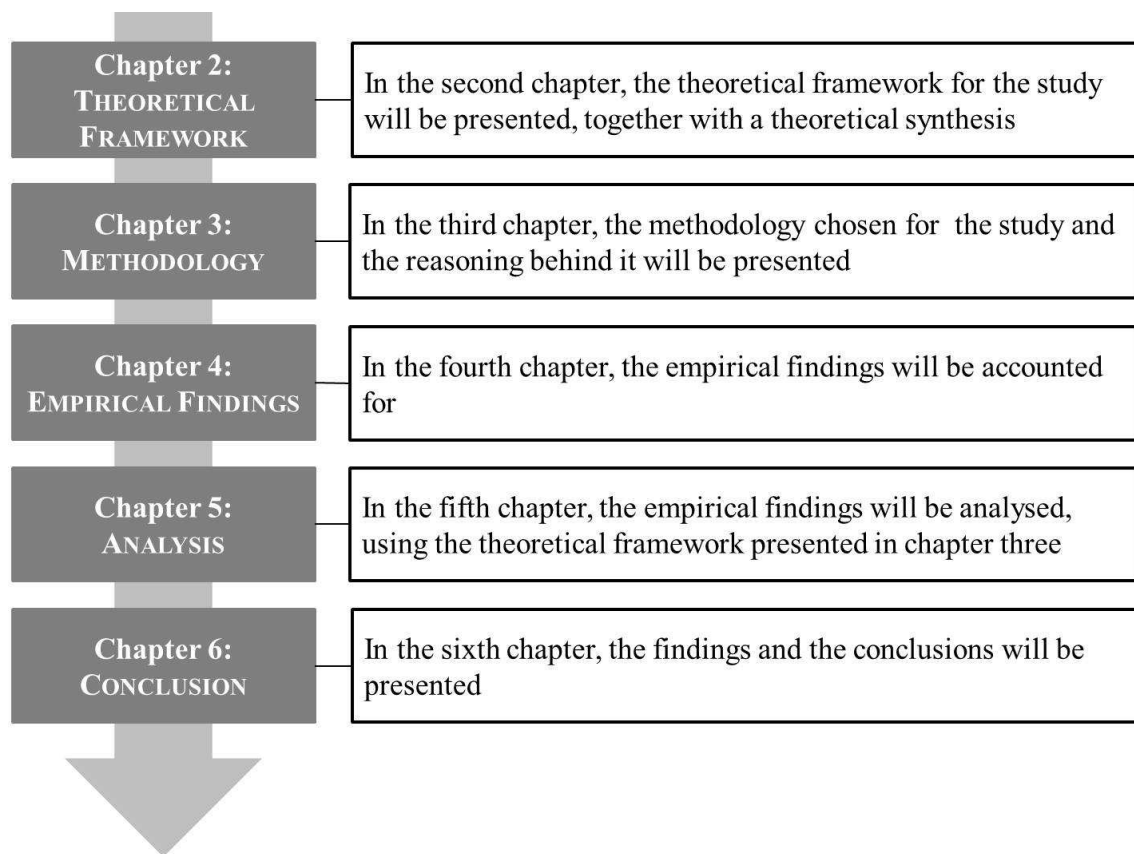 Chapter 2:
THEORETICAL
FRAMEWORK
In the second chapter, the theoretical framework for the study
will be presented, together with a theoretical synthesis
Chapter 3:
METHODOLOGY
In the third chapter, the methodology chosen for  the study and
the reasoning behind it will be presented
Chapter 4:
EMPIRICAL FINDINGS
In the fourth chapter, the empirical findings will be accounted
for
Chapter 5:
ANALYSIS
In the fifth chapter, the empirical findings will be analysed,
using the theoretical framework presented in chapter three
Chapter 6:
CONCLUSION
In the sixth chapter, the findings and the conclusions will be
presented